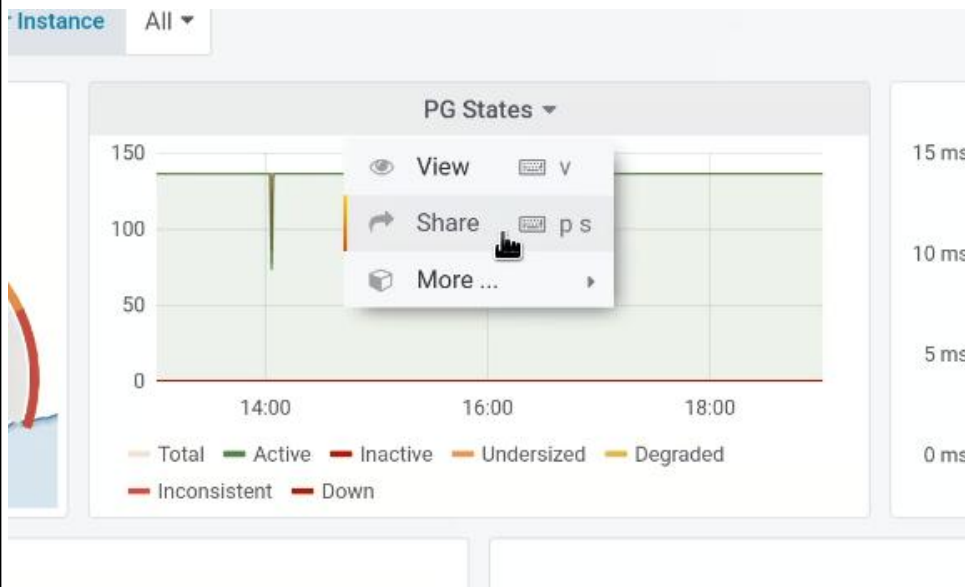 Instance All
PG States
150
100
50
0
View v
Share p s
More ...
14:00 16:00 18:00
Total Active Inactive Undersized Degraded
Inconsistent Down
15 ms
10 ms
5 ms
0 ms